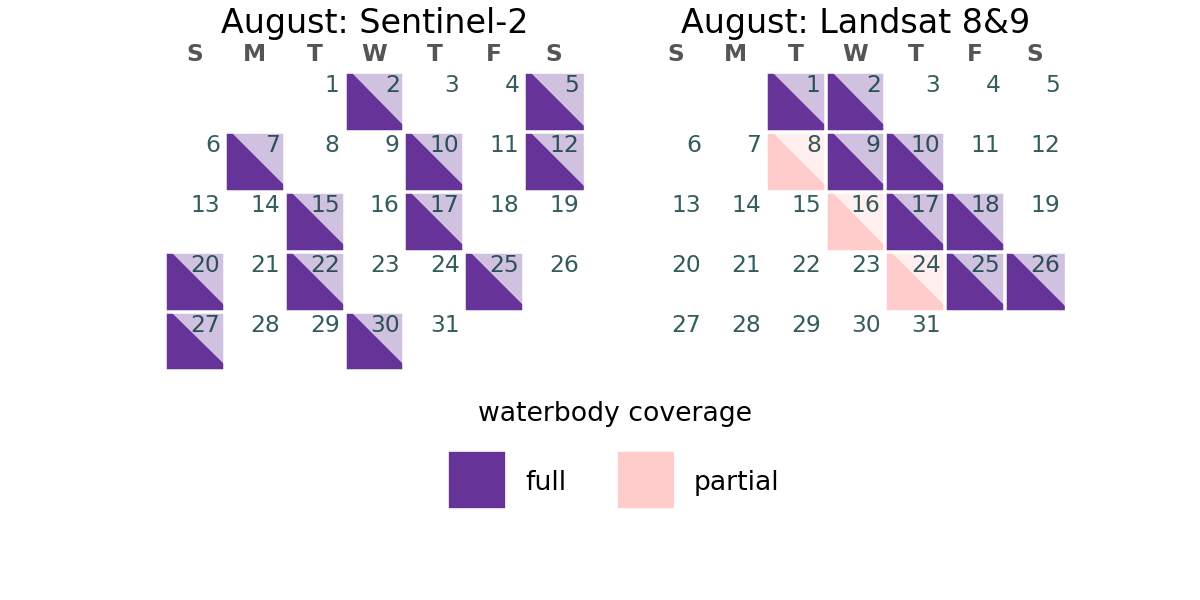 August: Sentinel-2
S M T W T F S
1 2 3 4 5
6 7 8 9 10 11 12
13 14 15 16 17 18 19
20 21 22 23 24 25 26
27 28 29 30 31
August: Landsat 8&9
S M T W T F S
1 2 3 4 5
6 7 8 9 10 11 12
13 14 15 16 17 18 19
20 21 22 23 24 25 26
27 28 29 30 31
waterbody coverage
full
partial